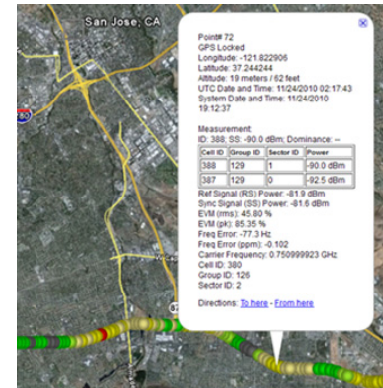 San Jose, CA
280
87
Point# 72
GPS Locked
Longitude: -121.822906
Latitude: 37.244244
Altitude: 19 meters / 62 feet
UTC Date and Time: 11/24/2010 02:17.43
System Date and Time: 11/24/2010
19:12:37
Measurement:
ID: 388; SS: -90.0 dBm; Dominance: --
Cell ID Group ID Sector ID Power
388 129 1 -90.0 dBm
387 129 0 -92.5 dBm
Ref Signal (RS) Power: -81.9 dBm
Sync Signal (SS) Power: -81.6 dBm
EVM (rms): 45.80 %
EVM (pk): 85.35 %
Freq Error: -77.3 Hz
Freq Error (ppm): -0.102
Carrier Frequency: 0.750999923 GHz
Cell ID: 380
Group ID: 126
Sector ID: 2
Directions: To here - From here